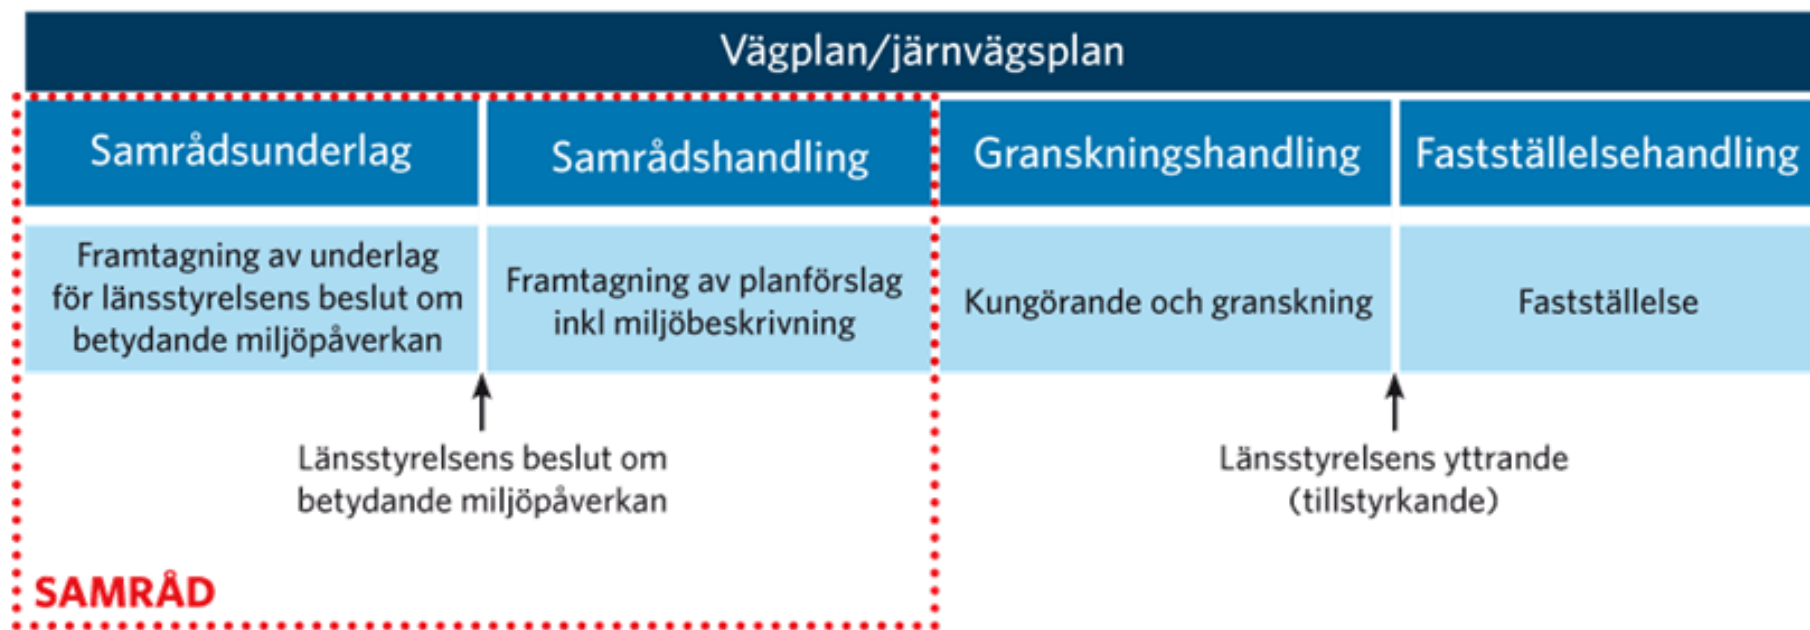 Vägplan/järnvägsplan
Samrådsunderlag
Samrådshandling
Granskningshandling
Fastställelsehandling
Framtagning av underlag
för länsstyrelsens beslut om
betydande miljöpåverkan
Framtagning av planförslag
inkl miljöbeskrivning
Kungörande och granskning
Fastställelse
Länsstyrelsens beslut om
betydande miljöpåverkan
Länsstyrelsens yttrande
(tillstyrkande)
SAMRÅD